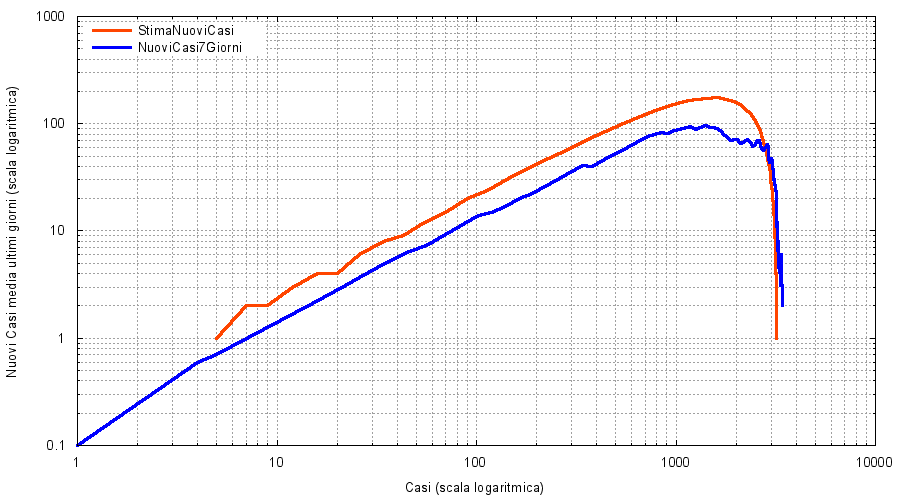 1000
100
10
1
0.1
StimaNuoviCasi
NuoviCasi7Giorni
Nuovi Casi media ultimi giorni (scala logaritmica)
1 10 100 1000 10000
Casi (scala logaritmica)